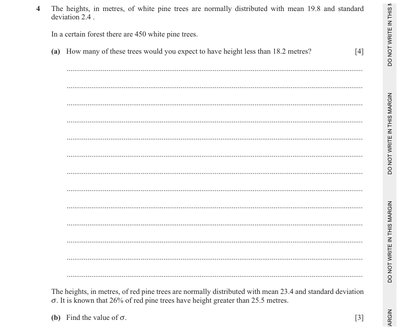 4 The heights, in metres, of white pine trees are normally distributed with mean 19.8 and standard
deviation 2.4 .
In a certain forest there are 450 white pine trees.
(a) How many of these trees would you expect to have height less than 18.2 metres? [4]
The heights, in metres, of red pine trees are normally distributed with mean 23.4 and standard deviation
σ. It is known that 26% of red pine trees have height greater than 25.5 metres.
(b) Find the value of σ. [3]
DO NOT WRITE IN THIS M
DO NOT WRITE IN THIS MARGIN
DO NOT WRITE IN THIS MARGIN
ARGIN